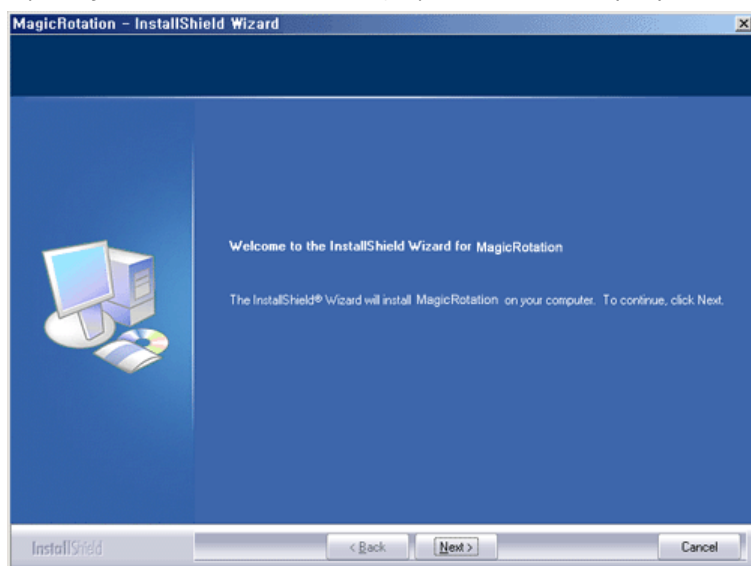 MagicRotation - InstallShield Wizard
Welcome to the InstallShield Wizard for MagicRotation
The InstallShield® Wizard will install MagicRotation on your computer. To continue, click Next.
InstallShield
< Back
Next >
Cancel